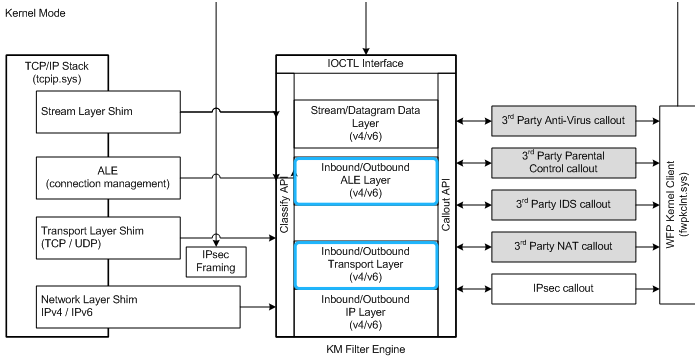 Kernel Mode
TCP/IP Stack
(tcpip.sys)
Stream Layer Shim
ALE
(connection management)
Transport Layer Shim
(TCP / UDP)
Network Layer Shim
IPv4 / IPv6
IPsec
Framing
IOCTL Interface
Classify API
Stream/Datagram Data
Layer
(v4/v6)
Inbound/Outbound
ALE Layer
(v4/v6)
Inbound/Outbound
Transport Layer
(v4/v6)
Inbound/Outbound
IP Layer
(v4/v6)
Callout API
KM Filter Engine
3rd Party Anti-Virus callout
3rd Party Parental
Control callout
3rd Party IDS callout
3rd Party NAT callout
IPsec callout
WFP Kernel Client
(fwpkclnt.sys)